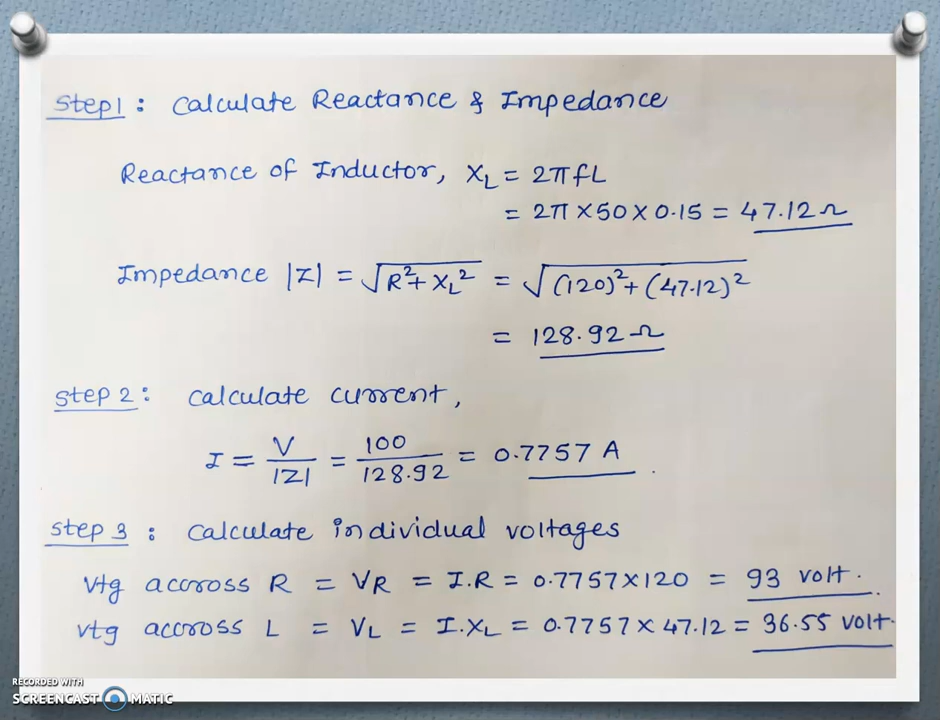 Step1 : Calculate Reactance & Impedance
Reactance of Inductor, XL = 2πfL
= 2π × 50 × 0.15 = 47.12 Ω
Impedance |Z| = √R²+ XL² = √(120)²+ (47.12)²
= 128.92 Ω
Step 2 : Calculate current,
I = V/|Z| = 100/128.92 = 0.7757 A .
Step 3 : Calculate individual voltages
Vtg accross R = VR = I.R = 0.7757×120 = 93 volt.
Vtg accross L = VL = I.XL = 0.7757 × 47.12 = 36.55 volt.
RECORDED WITH
SCREENCAST MATIC